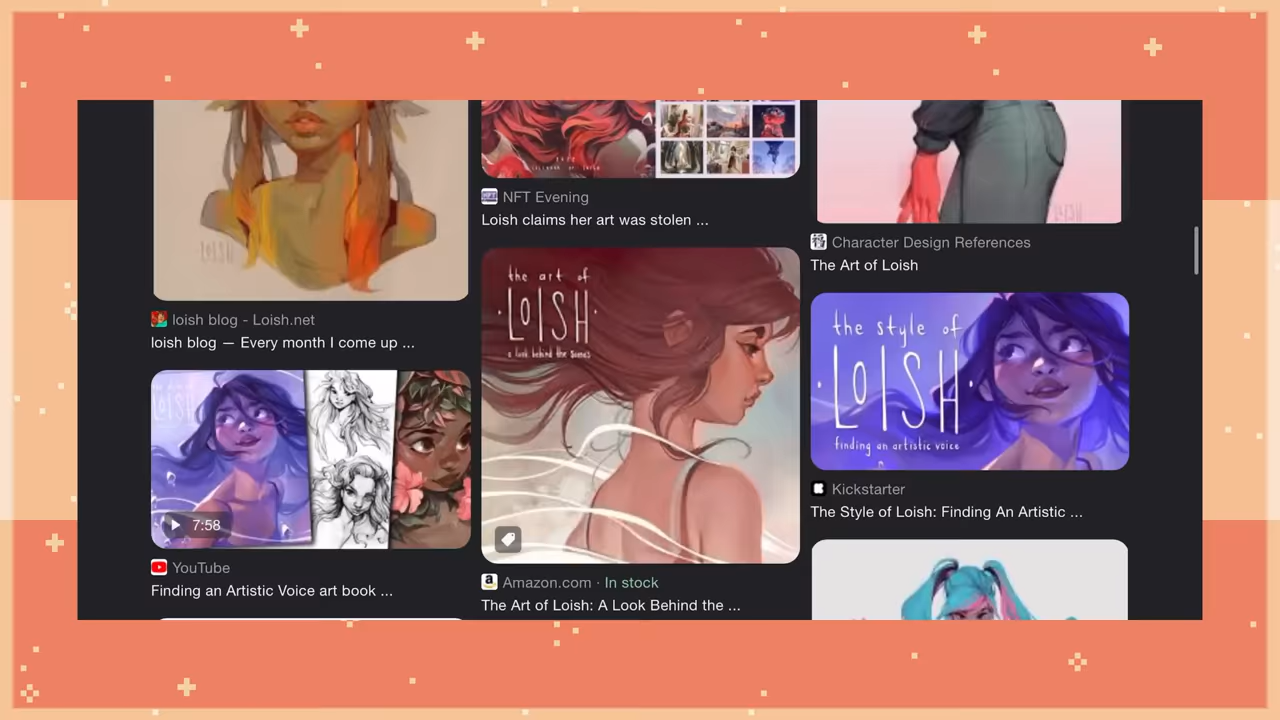 LOISH
loish blog - Loish.net
loish blog — Every month I come up ...
LOISH
7:58
YouTube
Finding an Artistic Voice art book ...
NFT Evening
Loish claims her art was stolen ...
the art of
LOISH
a look behind the scenes
Amazon.com · In stock
The Art of Loish: A Look Behind the ...
LOISH
Character Design References
The Art of Loish
the style of
LOISH
finding an artistic voice
Kickstarter
The Style of Loish: Finding An Artistic ...